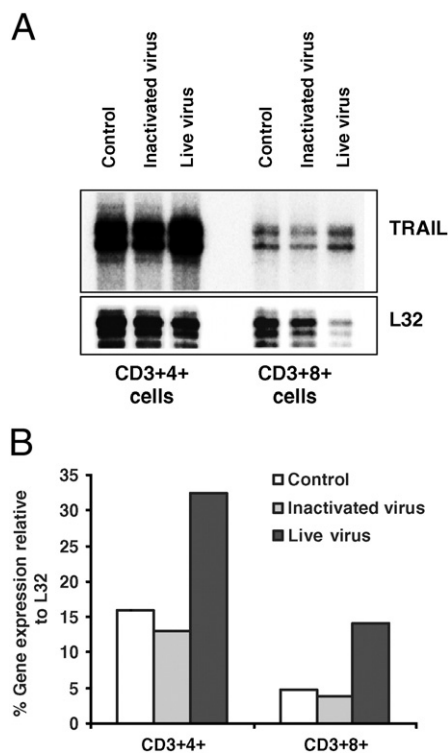 A
Control
Inactivated virus
Live virus
Control
Inactivated virus
Live virus
TRAIL
L32
CD3+4+
cells
CD3+8+
cells
B
% Gene expression relative
to L32
35
30
25
20
15
10
5
0
Control
Inactivated virus
Live virus
CD3+4+
CD3+8+